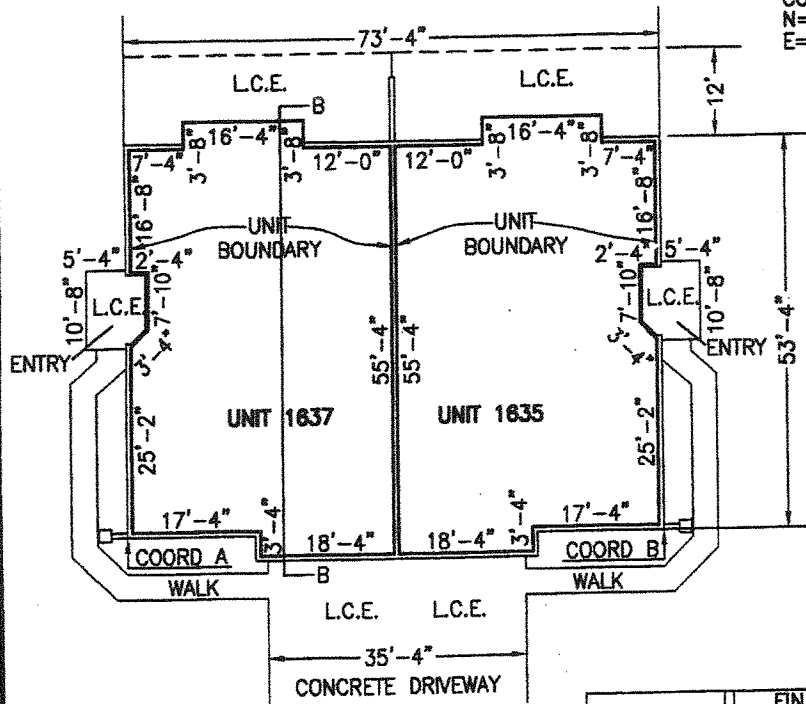 CO
N=
E=
73'-4"
L.C.E.
L.C.E.
12'-
B
16'-4"
16'-4"
7'-4"
3'-8"
3'-8"
12'-0"
12'-0"
3'-8"
3'-8"
7'-4"
16'-8"
16'-8"
UNIT BOUNDARY
UNIT BOUNDARY
5'-4"
2'-4"
2'-4"
5'-4"
10'-8"
L.C.E.
7'-10"
7'-10"
L.C.E.
10'-8"
ENTRY
3'-4"
55'-4"
55'-4"
3'-4"
ENTRY
53'-4"
UNIT 1637
UNIT 1635
25'-2"
25'-2"
17'-4"
3'-4"
18'-4"
18'-4"
3'-4"
17'-4"
COORD A
B
COORD B
WALK
WALK
L.C.E.
L.C.E.
35'-4"
CONCRETE DRIVEWAY
FIN